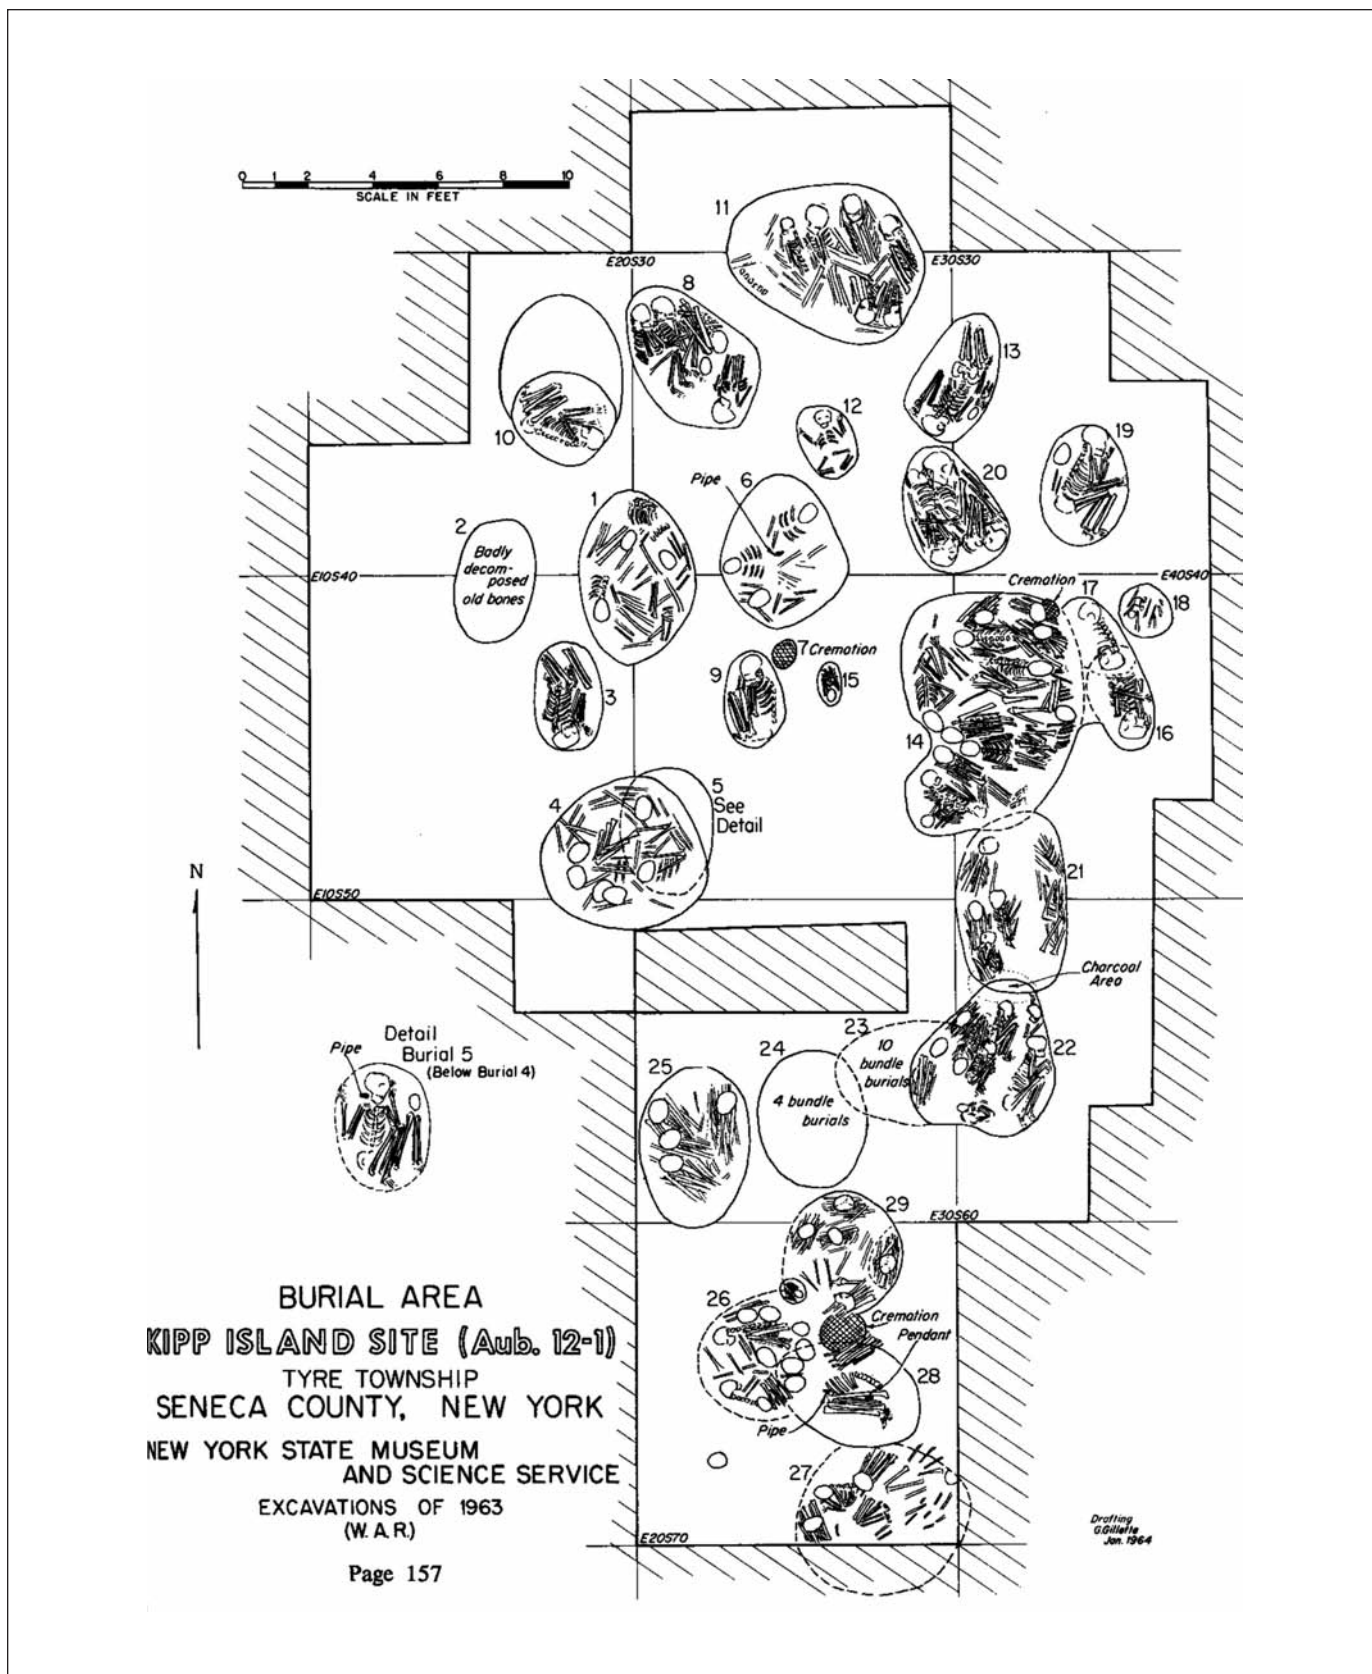 0 1 2 4 6 8 10
SCALE IN FEET
11
E20S30
E30S30
8
13
12
10
19
Pipe
6
20
1
2
Badly
decom-
posed
old bones
E10S40
Cremation
E40S40
17
18
7 Cremation
9
15
3
14
16
5
See
Detail
4
21
N
E10S50
Charcoal
Area
23
10
bundle
burials
22
24
4 bundle
burials
25
Detail
Burial 5
(Below Burial 4)
Pipe
29
E30S60
26
Cremation
Pendant
28
Pipe
27
E20S70
BURIAL AREA
KIPP ISLAND SITE (Aub. 12-1)
TYRE TOWNSHIP
SENECA COUNTY, NEW YORK
NEW YORK STATE MUSEUM
AND SCIENCE SERVICE
EXCAVATIONS OF 1963
(W. A. R.)
Page 157
Drafting
G.Gillette
Jan. 1964